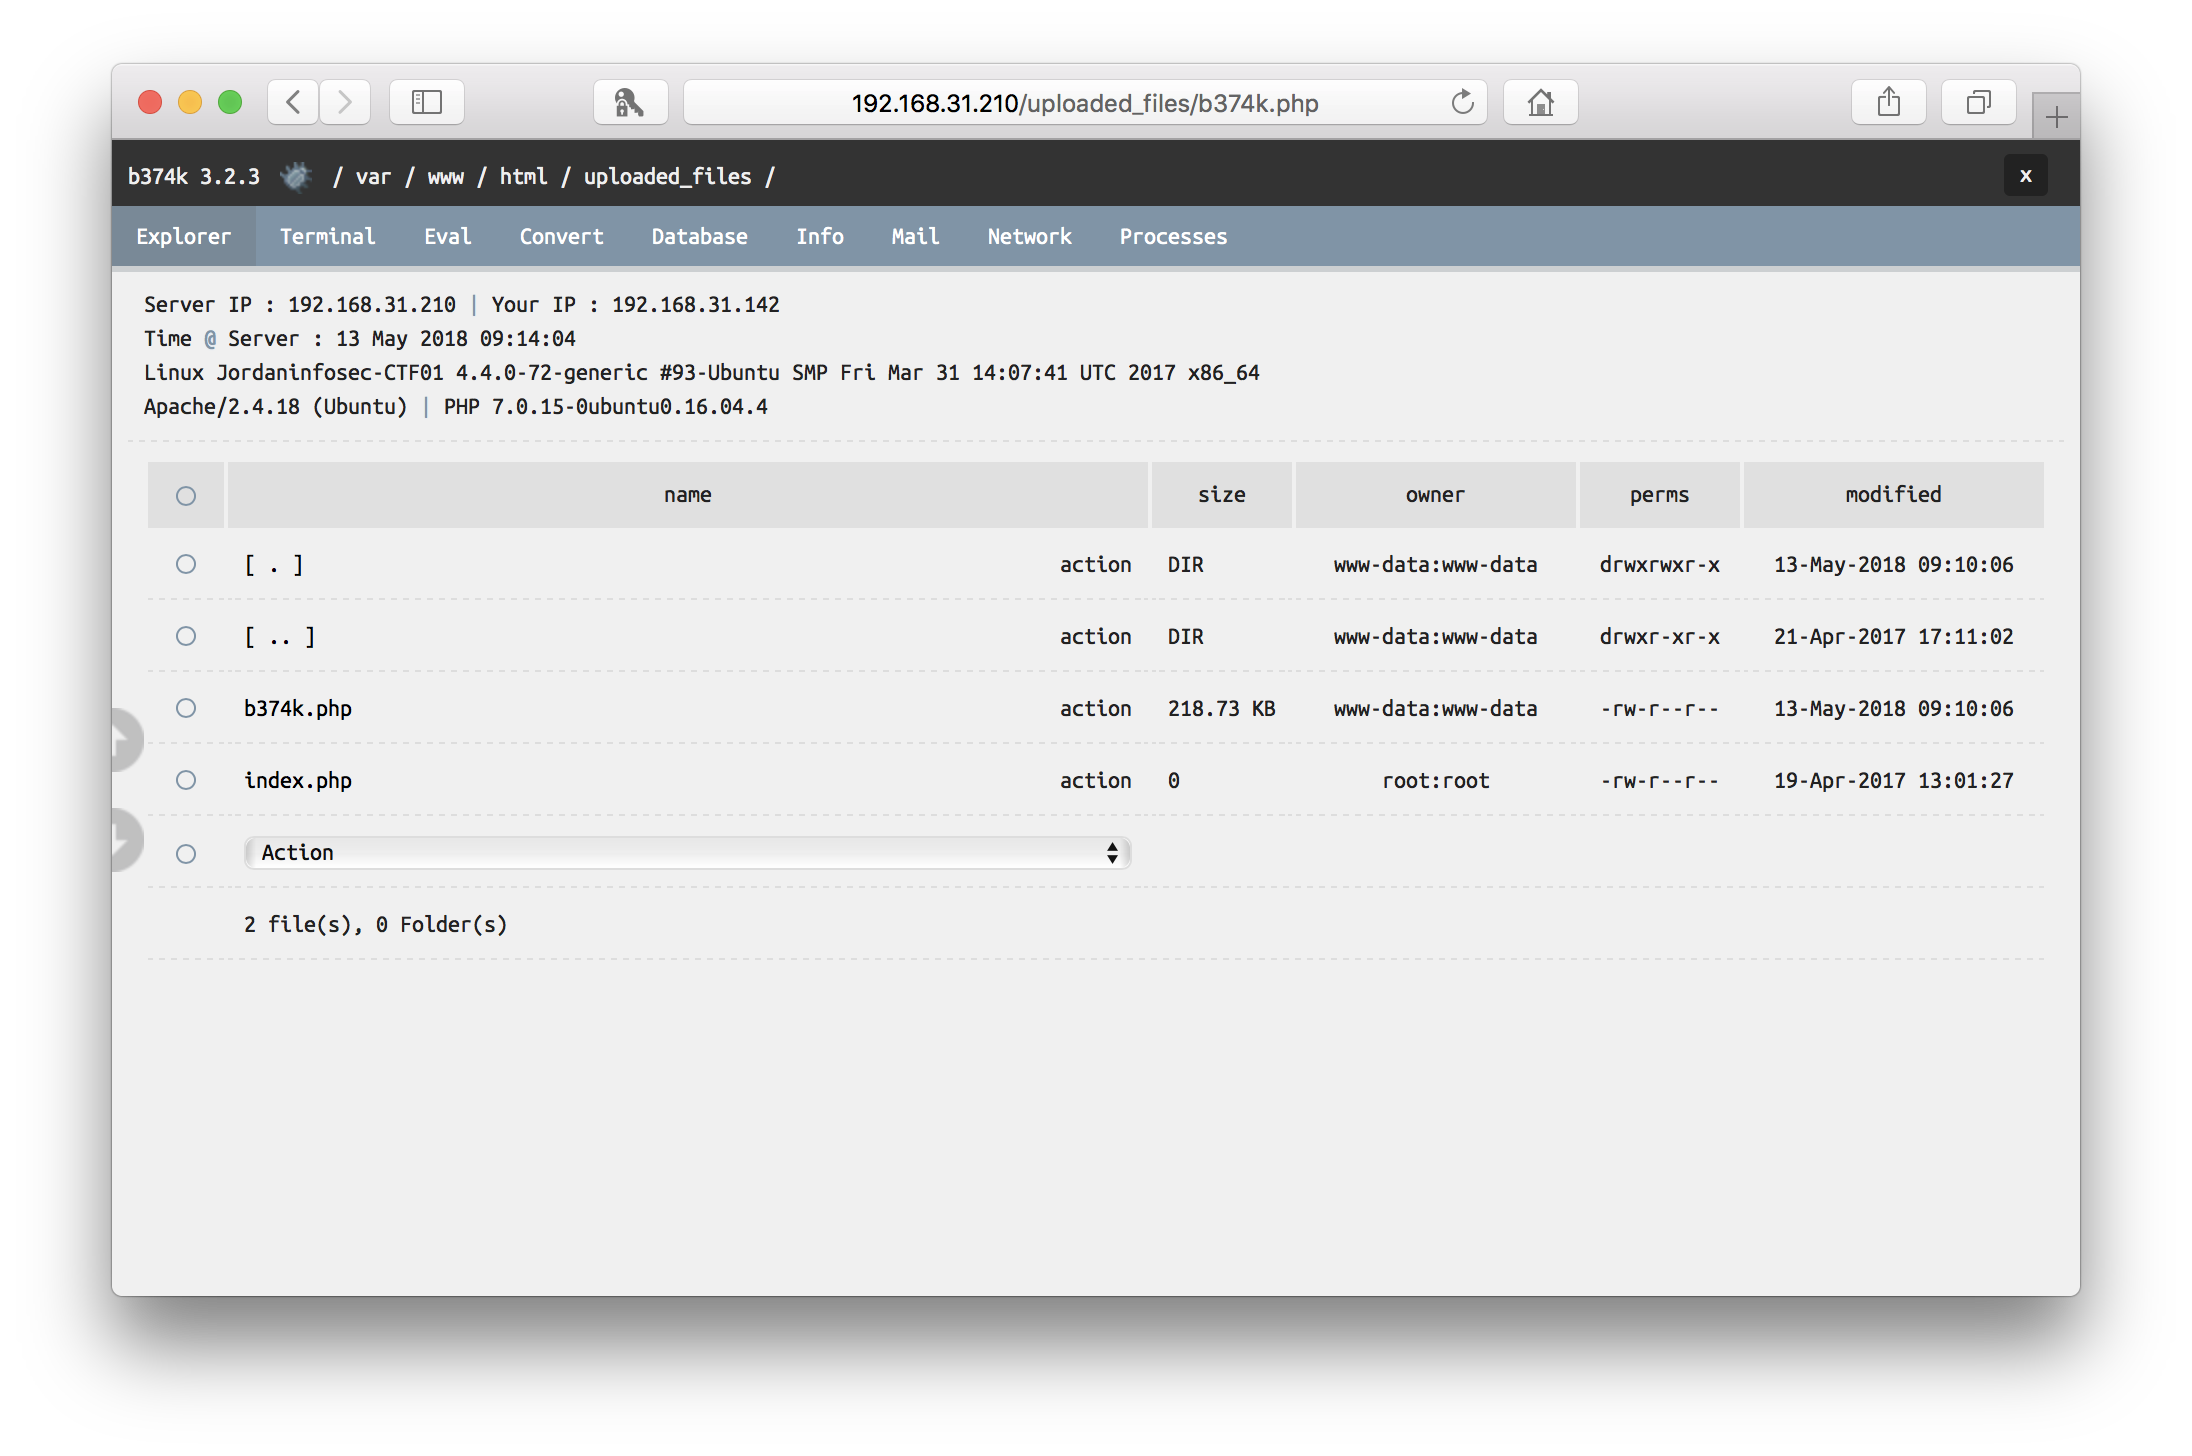 192.168.31.210/uploaded_files/b374k.php
b374k 3.2.3 / var / www / html / uploaded_files / x
Explorer Terminal Eval Convert Database Info Mail Network Processes
Server IP : 192.168.31.210 | Your IP : 192.168.31.142
Time @ Server : 13 May 2018 09:14:04
Linux Jordaninfosec-CTF01 4.4.0-72-generic #93-Ubuntu SMP Fri Mar 31 14:07:41 UTC 2017 x86_64
Apache/2.4.18 (Ubuntu) | PHP 7.0.15-0ubuntu0.16.04.4
name size owner perms modified
[ . ] action DIR www-data:www-data drwxrwxr-x 13-May-2018 09:10:06
[ .. ] action DIR www-data:www-data drwxr-xr-x 21-Apr-2017 17:11:02
b374k.php action 218.73 KB www-data:www-data -rw-r--r-- 13-May-2018 09:10:06
index.php action 0 root:root -rw-r--r-- 19-Apr-2017 13:01:27
Action
2 file(s), 0 Folder(s)